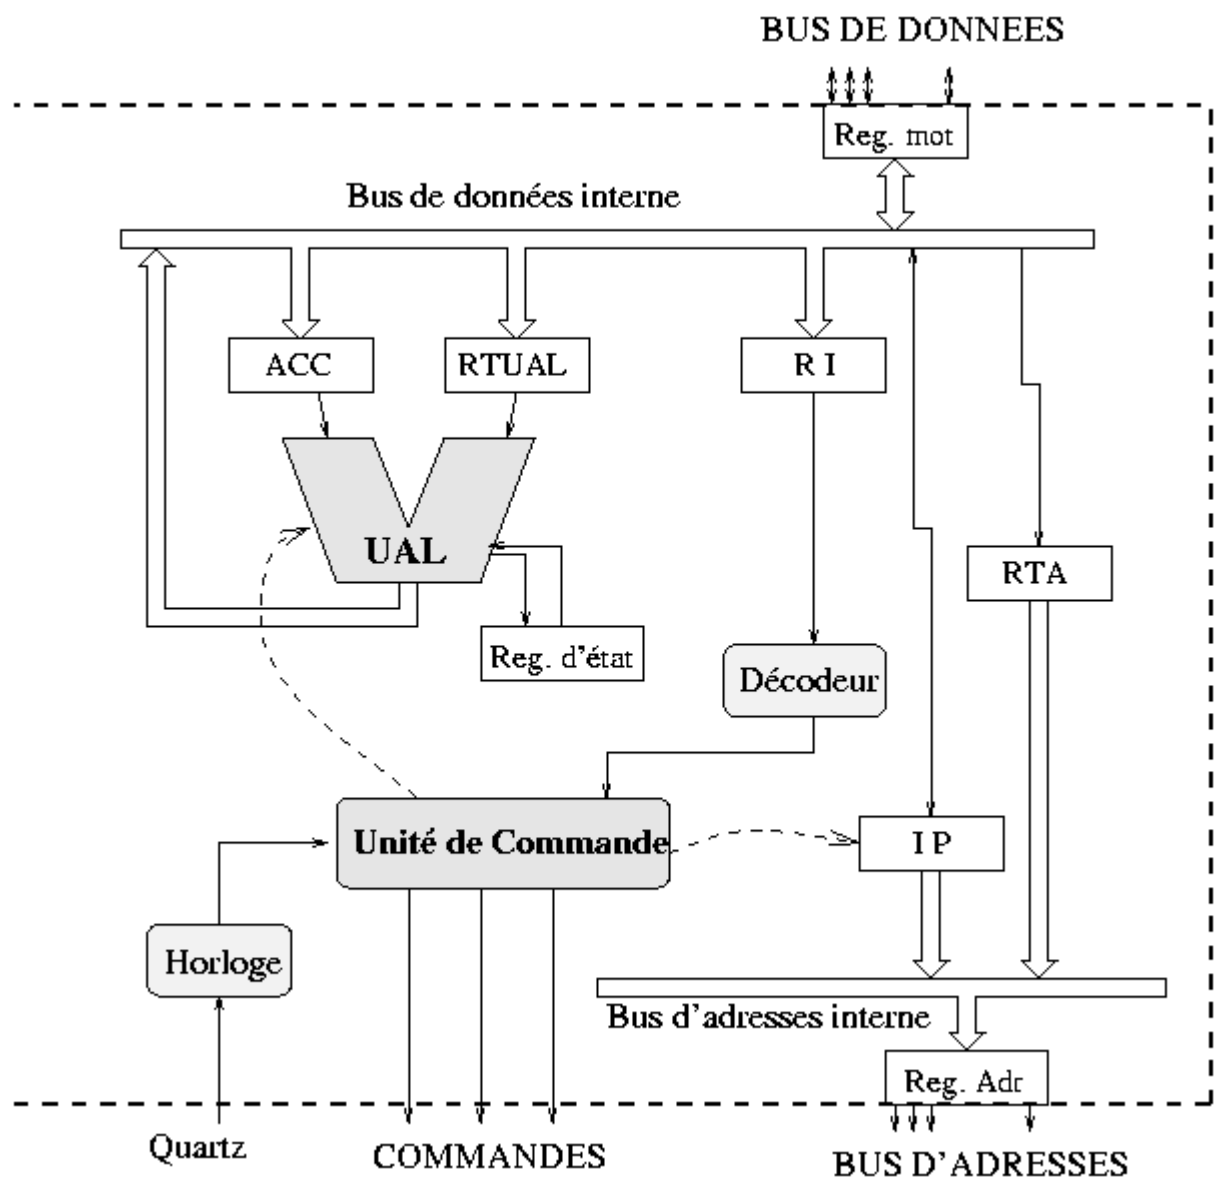 BUS DE DONNEES
Reg. mot
Bus de données interne
ACC
RTUAL
R I
UAL
RTA
Reg. d'état
Décodeur
Unité de Commande
I P
Horloge
Bus d'adresses interne
Reg. Adr
Quartz
COMMANDES
BUS D'ADRESSES